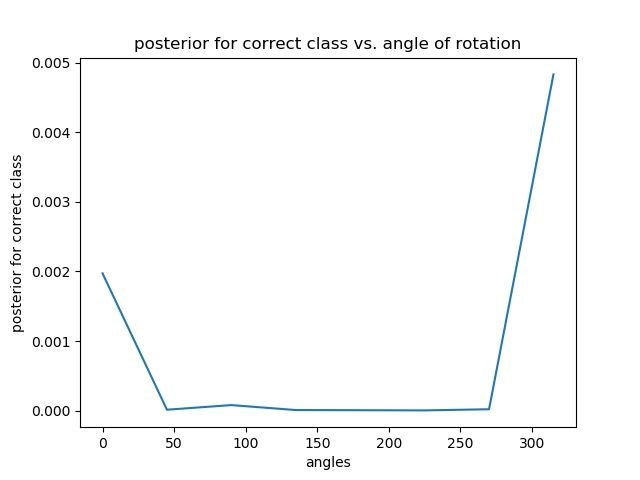 posterior for correct class vs. angle of rotation
posterior for correct class
0.005
0.004
0.003
0.002
0.001
0.000
0 50 100 150 200 250 300
angles